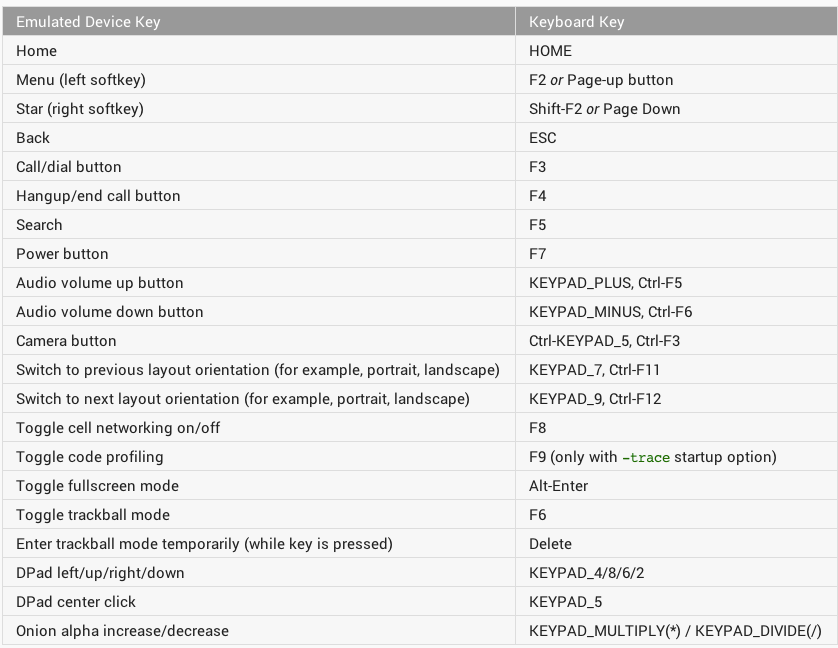 Emulated Device Key Keyboard Key
Home HOME
Menu (left softkey) F2 or Page-up button
Star (right softkey) Shift-F2 or Page Down
Back ESC
Call/dial button F3
Hangup/end call button F4
Search F5
Power button F7
Audio volume up button KEYPAD_PLUS, Ctrl-F5
Audio volume down button KEYPAD_MINUS, Ctrl-F6
Camera button Ctrl-KEYPAD_5, Ctrl-F3
Switch to previous layout orientation (for example, portrait, landscape) KEYPAD_7, Ctrl-F11
Switch to next layout orientation (for example, portrait, landscape) KEYPAD_9, Ctrl-F12
Toggle cell networking on/off F8
Toggle code profiling F9 (only with -trace startup option)
Toggle fullscreen mode Alt-Enter
Toggle trackball mode F6
Enter trackball mode temporarily (while key is pressed) Delete
DPad left/up/right/down KEYPAD_4/8/6/2
DPad center click KEYPAD_5
Onion alpha increase/decrease KEYPAD_MULTIPLY(*) / KEYPAD_DIVIDE(/)